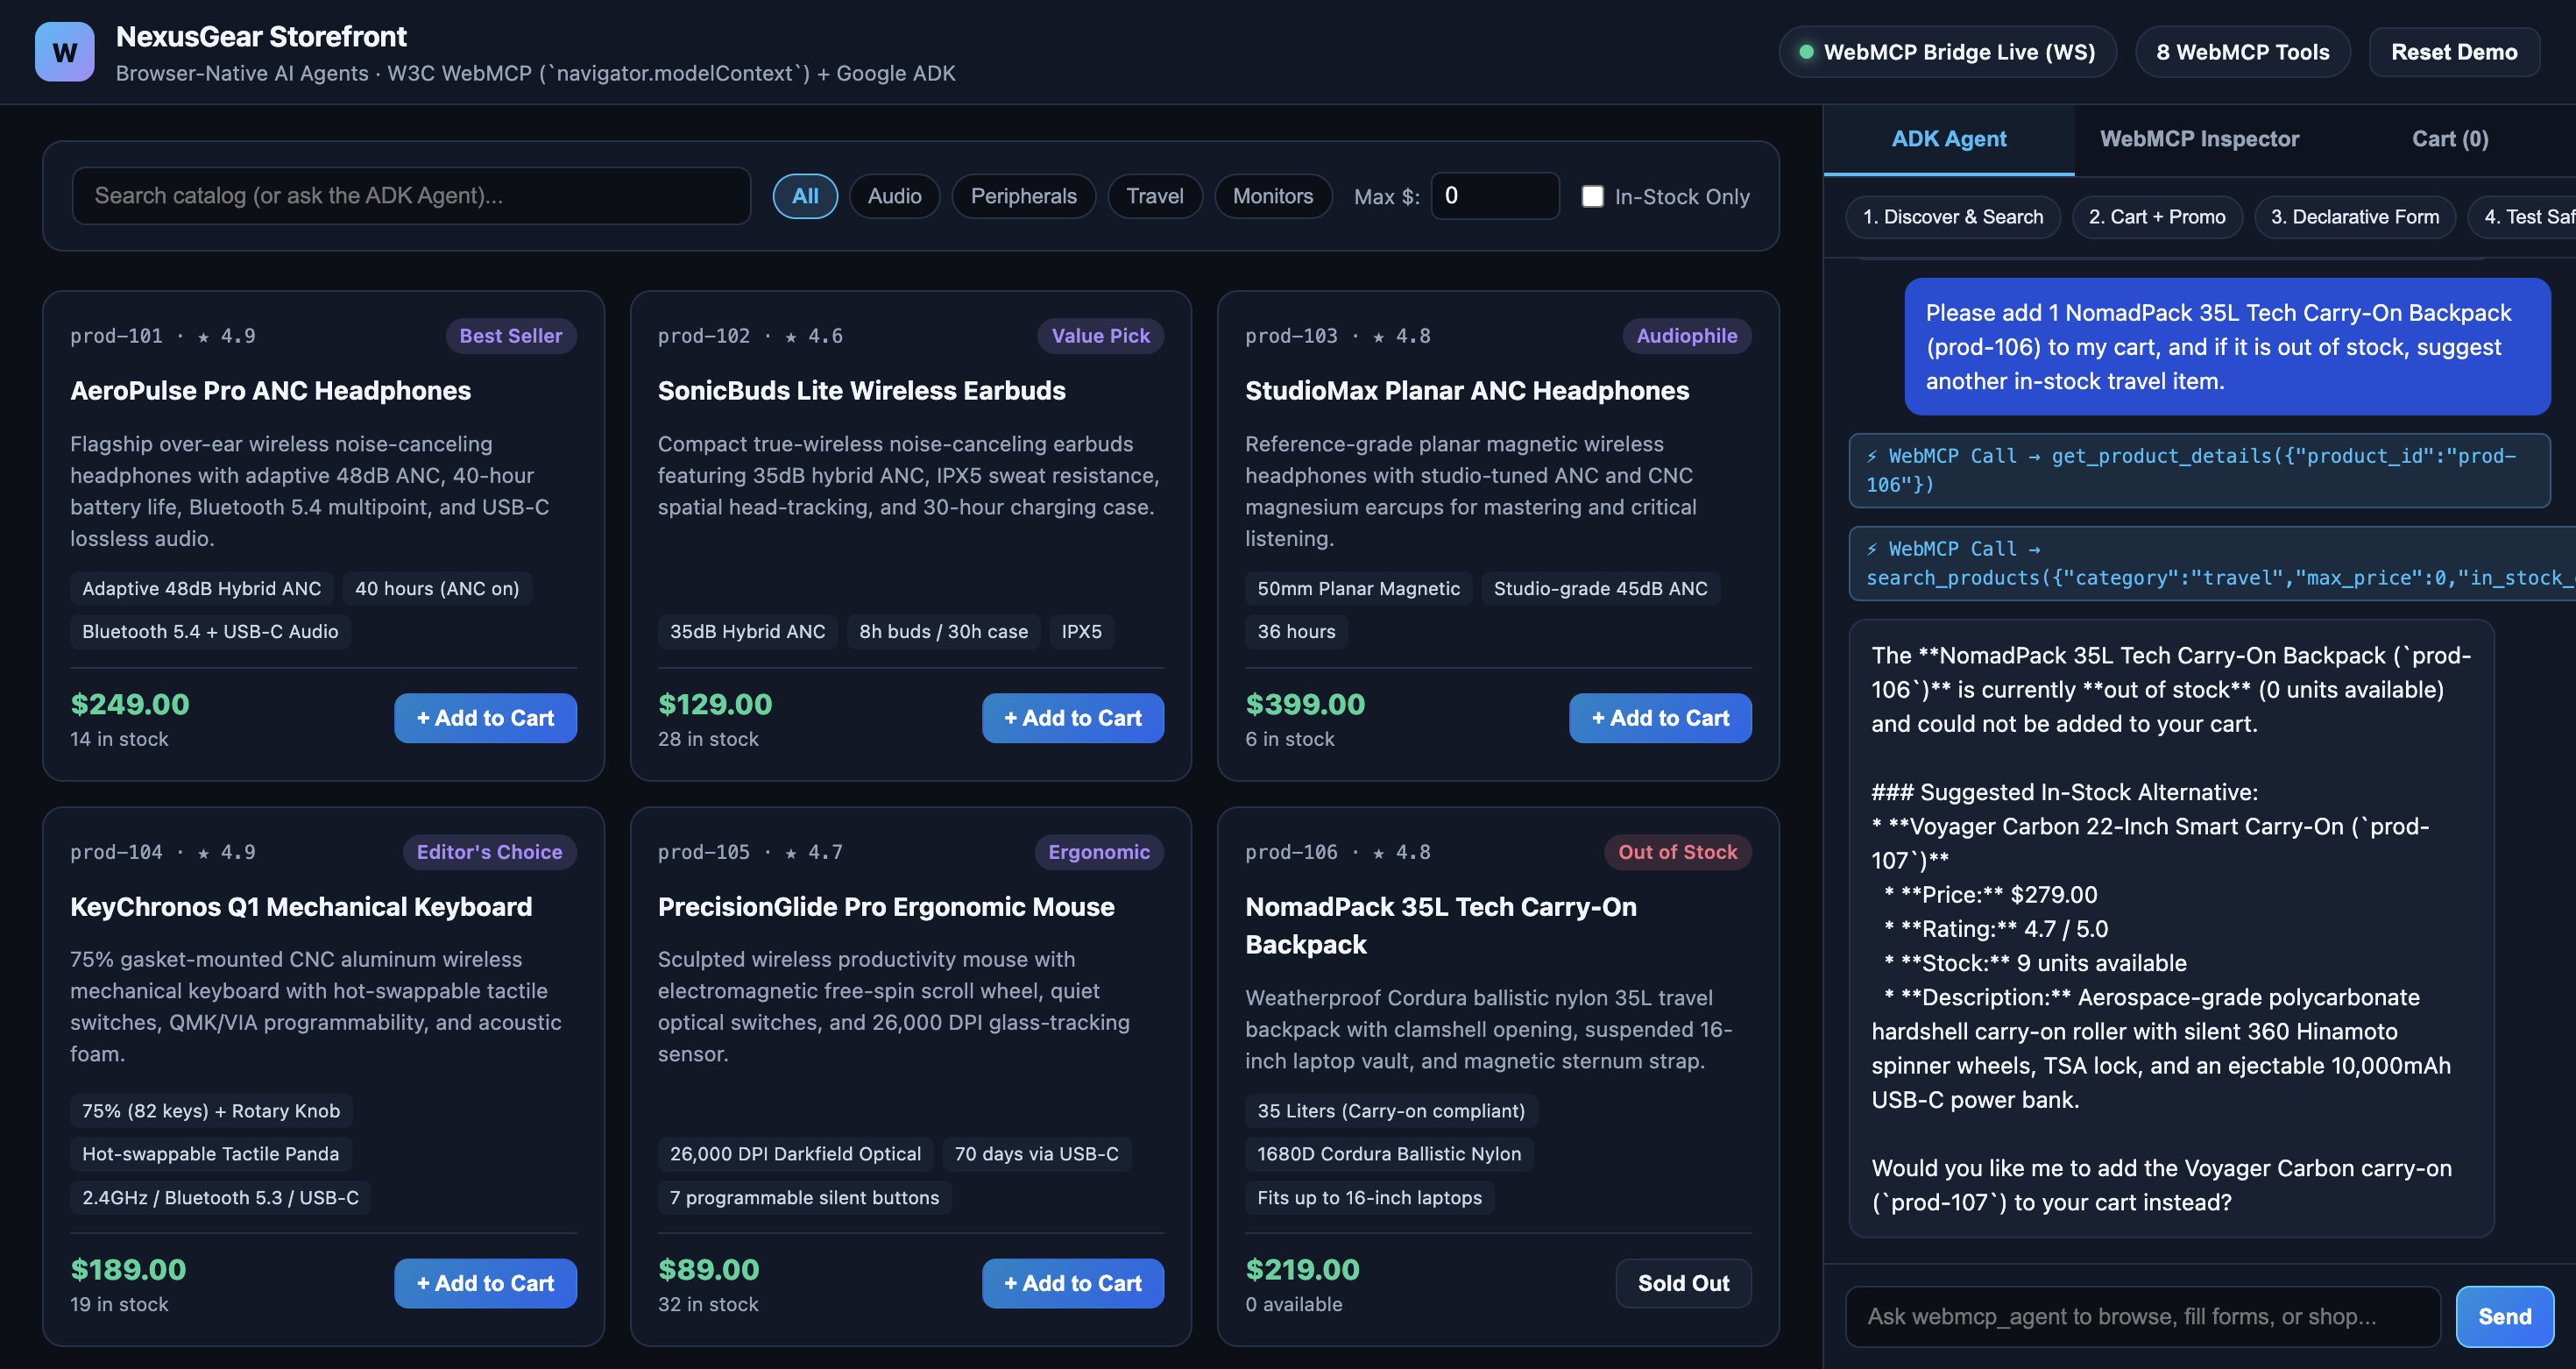 W
NexusGear Storefront
Browser-Native AI Agents · W3C WebMCP (`navigator.modelContext`) + Google ADK
WebMCP Bridge Live (WS)
8 WebMCP Tools
Reset Demo
Search catalog (or ask the ADK Agent)...
All
Audio
Peripherals
Travel
Monitors
Max $:
0
In-Stock Only
prod-101 · ★ 4.9
Best Seller
AeroPulse Pro ANC Headphones
Flagship over-ear wireless noise-canceling
headphones with adaptive 48dB ANC, 40-hour
battery life, Bluetooth 5.4 multipoint, and USB-C
lossless audio.
Adaptive 48dB Hybrid ANC
40 hours (ANC on)
Bluetooth 5.4 + USB-C Audio
$249.00
14 in stock
+ Add to Cart
prod-102 · ★ 4.6
Value Pick
SonicBuds Lite Wireless Earbuds
Compact true-wireless noise-canceling earbuds
featuring 35dB hybrid ANC, IPX5 sweat resistance,
spatial head-tracking, and 30-hour charging case.
35dB Hybrid ANC
8h buds / 30h case
IPX5
$129.00
28 in stock
+ Add to Cart
prod-103 · ★ 4.8
Audiophile
StudioMax Planar ANC Headphones
Reference-grade planar magnetic wireless
headphones with studio-tuned ANC and CNC
magnesium earcups for mastering and critical
listening.
50mm Planar Magnetic
Studio-grade 45dB ANC
36 hours
$399.00
6 in stock
+ Add to Cart
prod-104 · ★ 4.9
Editor's Choice
KeyChronos Q1 Mechanical Keyboard
75% gasket-mounted CNC aluminum wireless
mechanical keyboard with hot-swappable tactile
switches, QMK/VIA programmability, and acoustic
foam.
75% (82 keys) + Rotary Knob
Hot-swappable Tactile Panda
2.4GHz / Bluetooth 5.3 / USB-C
$189.00
19 in stock
+ Add to Cart
prod-105 · ★ 4.7
Ergonomic
PrecisionGlide Pro Ergonomic Mouse
Sculpted wireless productivity mouse with
electromagnetic free-spin scroll wheel, quiet
optical switches, and 26,000 DPI glass-tracking
sensor.
26,000 DPI Darkfield Optical
70 days via USB-C
7 programmable silent buttons
$89.00
32 in stock
+ Add to Cart
prod-106 · ★ 4.8
Out of Stock
NomadPack 35L Tech Carry-On
Backpack
Weatherproof Cordura ballistic nylon 35L travel
backpack with clamshell opening, suspended 16-
inch laptop vault, and magnetic sternum strap.
35 Liters (Carry-on compliant)
1680D Cordura Ballistic Nylon
Fits up to 16-inch laptops
$219.00
0 available
Sold Out
ADK Agent
WebMCP Inspector
Cart (0)
1. Discover & Search
2. Cart + Promo
3. Declarative Form
4. Test Saf
Please add 1 NomadPack 35L Tech Carry-On Backpack
(prod-106) to my cart, and if it is out of stock, suggest
another in-stock travel item.
⚡ WebMCP Call → get_product_details({"product_id":"prod-
106"})
⚡ WebMCP Call →
search_products({"category":"travel","max_price":0,"in_stock_
The **NomadPack 35L Tech Carry-On Backpack (`prod-
106`)** is currently **out of stock** (0 units available)
and could not be added to your cart.
### Suggested In-Stock Alternative:
* **Voyager Carbon 22-Inch Smart Carry-On (`prod-
107`)**
* **Price:** $279.00
* **Rating:** 4.7 / 5.0
* **Stock:** 9 units available
* **Description:** Aerospace-grade polycarbonate
hardshell carry-on roller with silent 360 Hinamoto
spinner wheels, TSA lock, and an ejectable 10,000mAh
USB-C power bank.
Would you like me to add the Voyager Carbon carry-on
(`prod-107`) to your cart instead?
Ask webmcp_agent to browse, fill forms, or shop...
Send